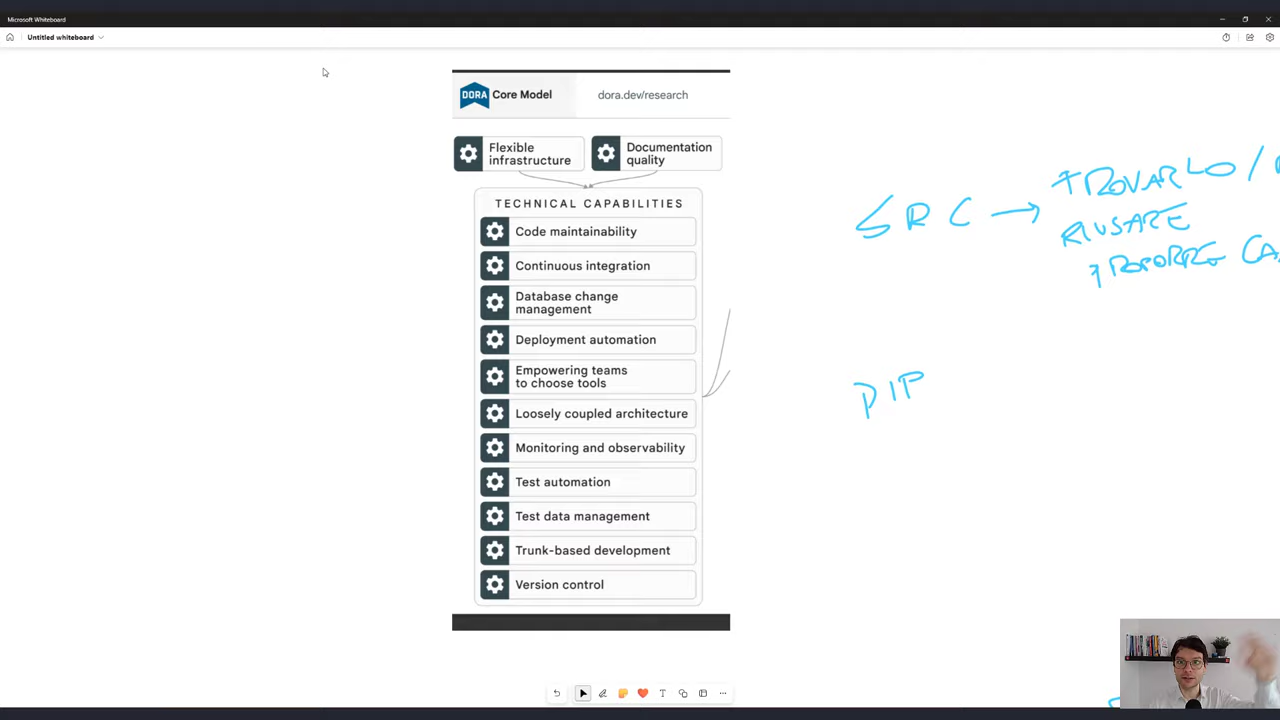 Microsoft Whiteboard
Untitled whiteboard
DORA Core Model dora.dev/research
Flexible infrastructure
Documentation quality
TECHNICAL CAPABILITIES
Code maintainability
Continuous integration
Database change management
Deployment automation
Empowering teams to choose tools
Loosely coupled architecture
Monitoring and observability
Test automation
Test data management
Trunk-based development
Version control
SRC → TROVARLO /
RIUSARE
PROPORRE CA
PIP